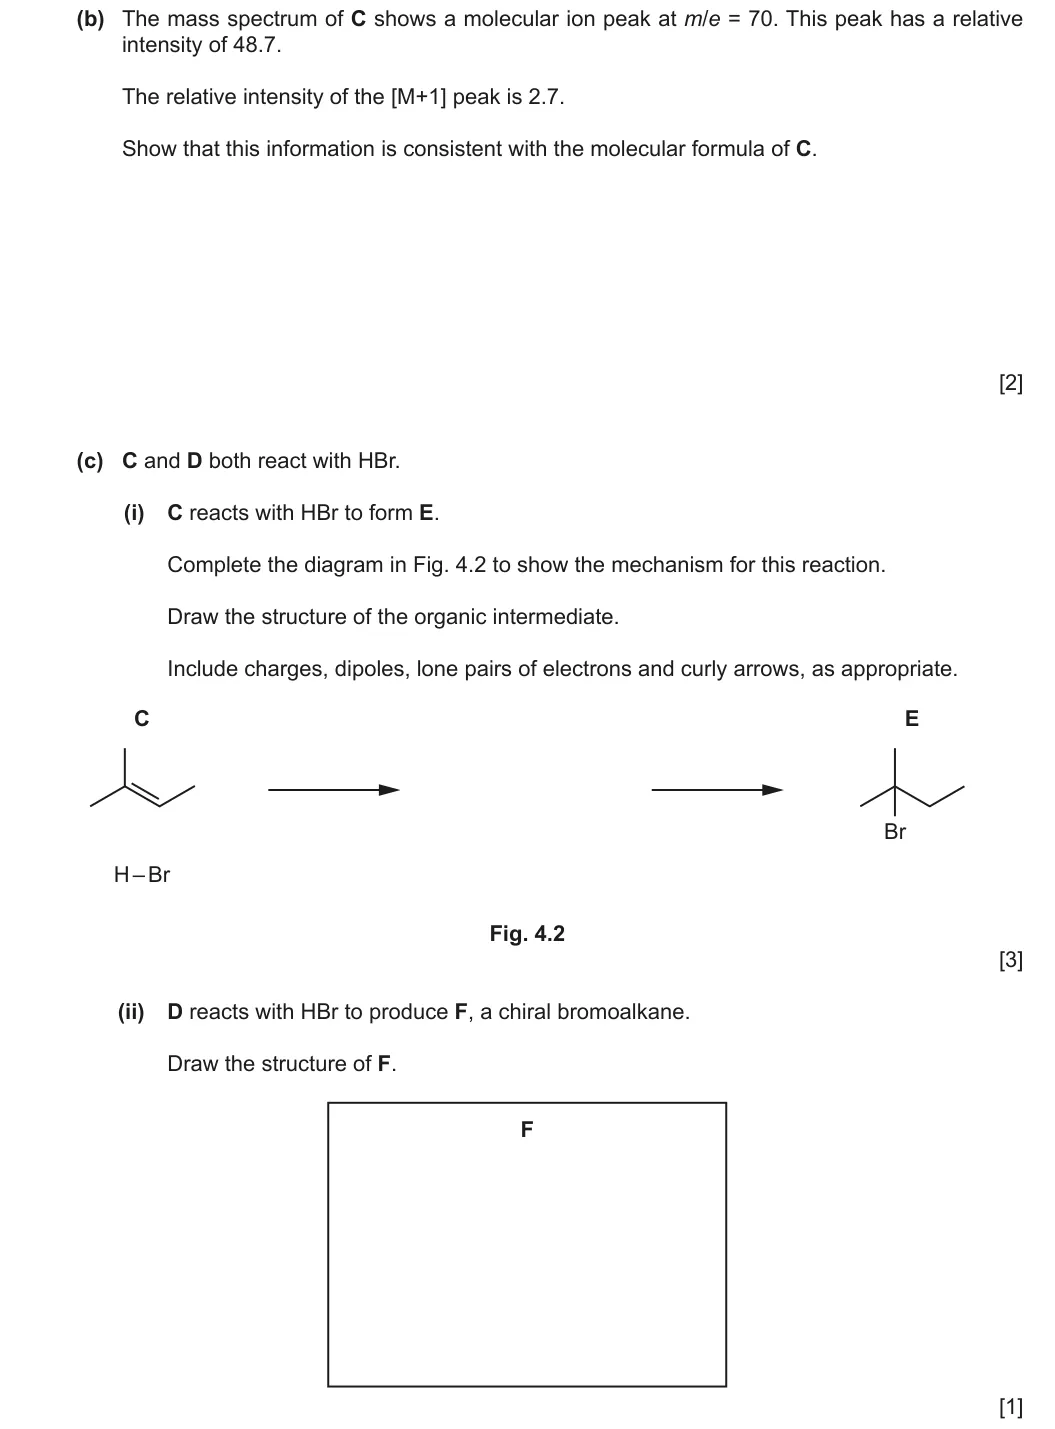 (b) The mass spectrum of C shows a molecular ion peak at m/e = 70. This peak has a relative
intensity of 48.7.
The relative intensity of the [M+1] peak is 2.7.
Show that this information is consistent with the molecular formula of C.
[2]
(c) C and D both react with HBr.
(i) C reacts with HBr to form E.
Complete the diagram in Fig. 4.2 to show the mechanism for this reaction.
Draw the structure of the organic intermediate.
Include charges, dipoles, lone pairs of electrons and curly arrows, as appropriate.
C E
Br
H–Br
Fig. 4.2
[3]
(ii) D reacts with HBr to produce F, a chiral bromoalkane.
Draw the structure of F.
F
[1]